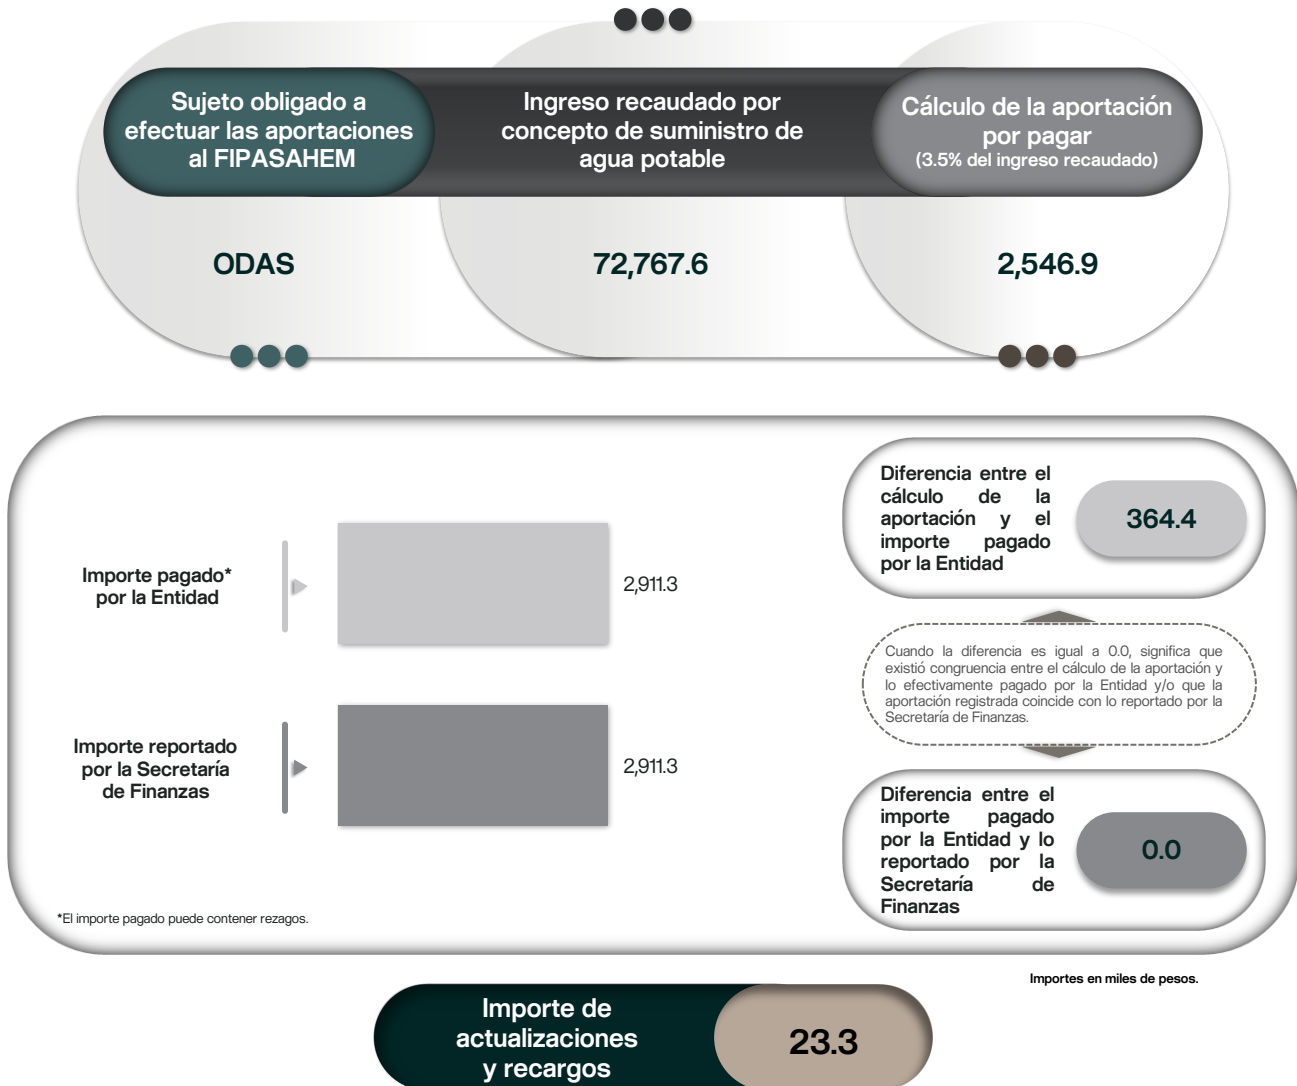 Sujeto obligado a
efectuar las aportaciones
al FIPASAHEM
Ingreso recaudado por
concepto de suministro de
agua potable
Cálculo de la aportación
por pagar
(3.5% del ingreso recaudado)
ODAS
72,767.6
2,546.9
Importe pagado*
por la Entidad
2,911.3
Importe reportado
por la Secretaría
de Finanzas
2,911.3
*El importe pagado puede contener rezagos.
Diferencia entre el
cálculo de la
aportación y el
importe pagado
por la Entidad
364.4
Cuando la diferencia es igual a 0.0, significa que
existió congruencia entre el cálculo de la aportación y
lo efectivamente pagado por la Entidad y/o que la
aportación registrada coincide con lo reportado por la
Secretaría de Finanzas.
Diferencia entre el
importe pagado
por la Entidad y lo
reportado por la
Secretaría de
Finanzas
0.0
Importes en miles de pesos.
Importe de
actualizaciones
y recargos
23.3